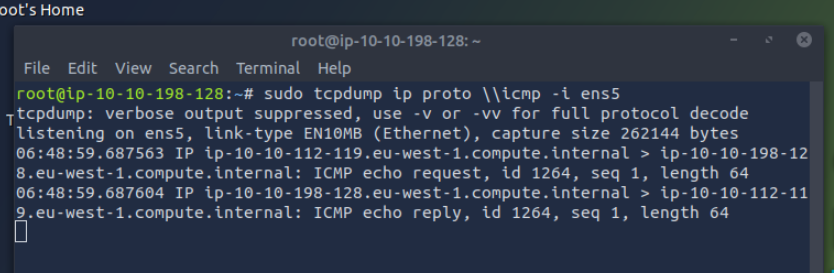 oot's Home
root@ip-10-10-198-128: ~
File Edit View Search Terminal Help
root@ip-10-10-198-128:~# sudo tcpdump ip proto \\icmp -i ens5
tcpdump: verbose output suppressed, use -v or -vv for full protocol decode
T
listening on ens5, link-type EN10MB (Ethernet), capture size 262144 bytes
06:48:59.687563 IP ip-10-10-112-119.eu-west-1.compute.internal > ip-10-10-198-12
8.eu-west-1.compute.internal: ICMP echo request, id 1264, seq 1, length 64
06:48:59.687604 IP ip-10-10-198-128.eu-west-1.compute.internal > ip-10-10-112-11
9.eu-west-1.compute.internal: ICMP echo reply, id 1264, seq 1, length 64